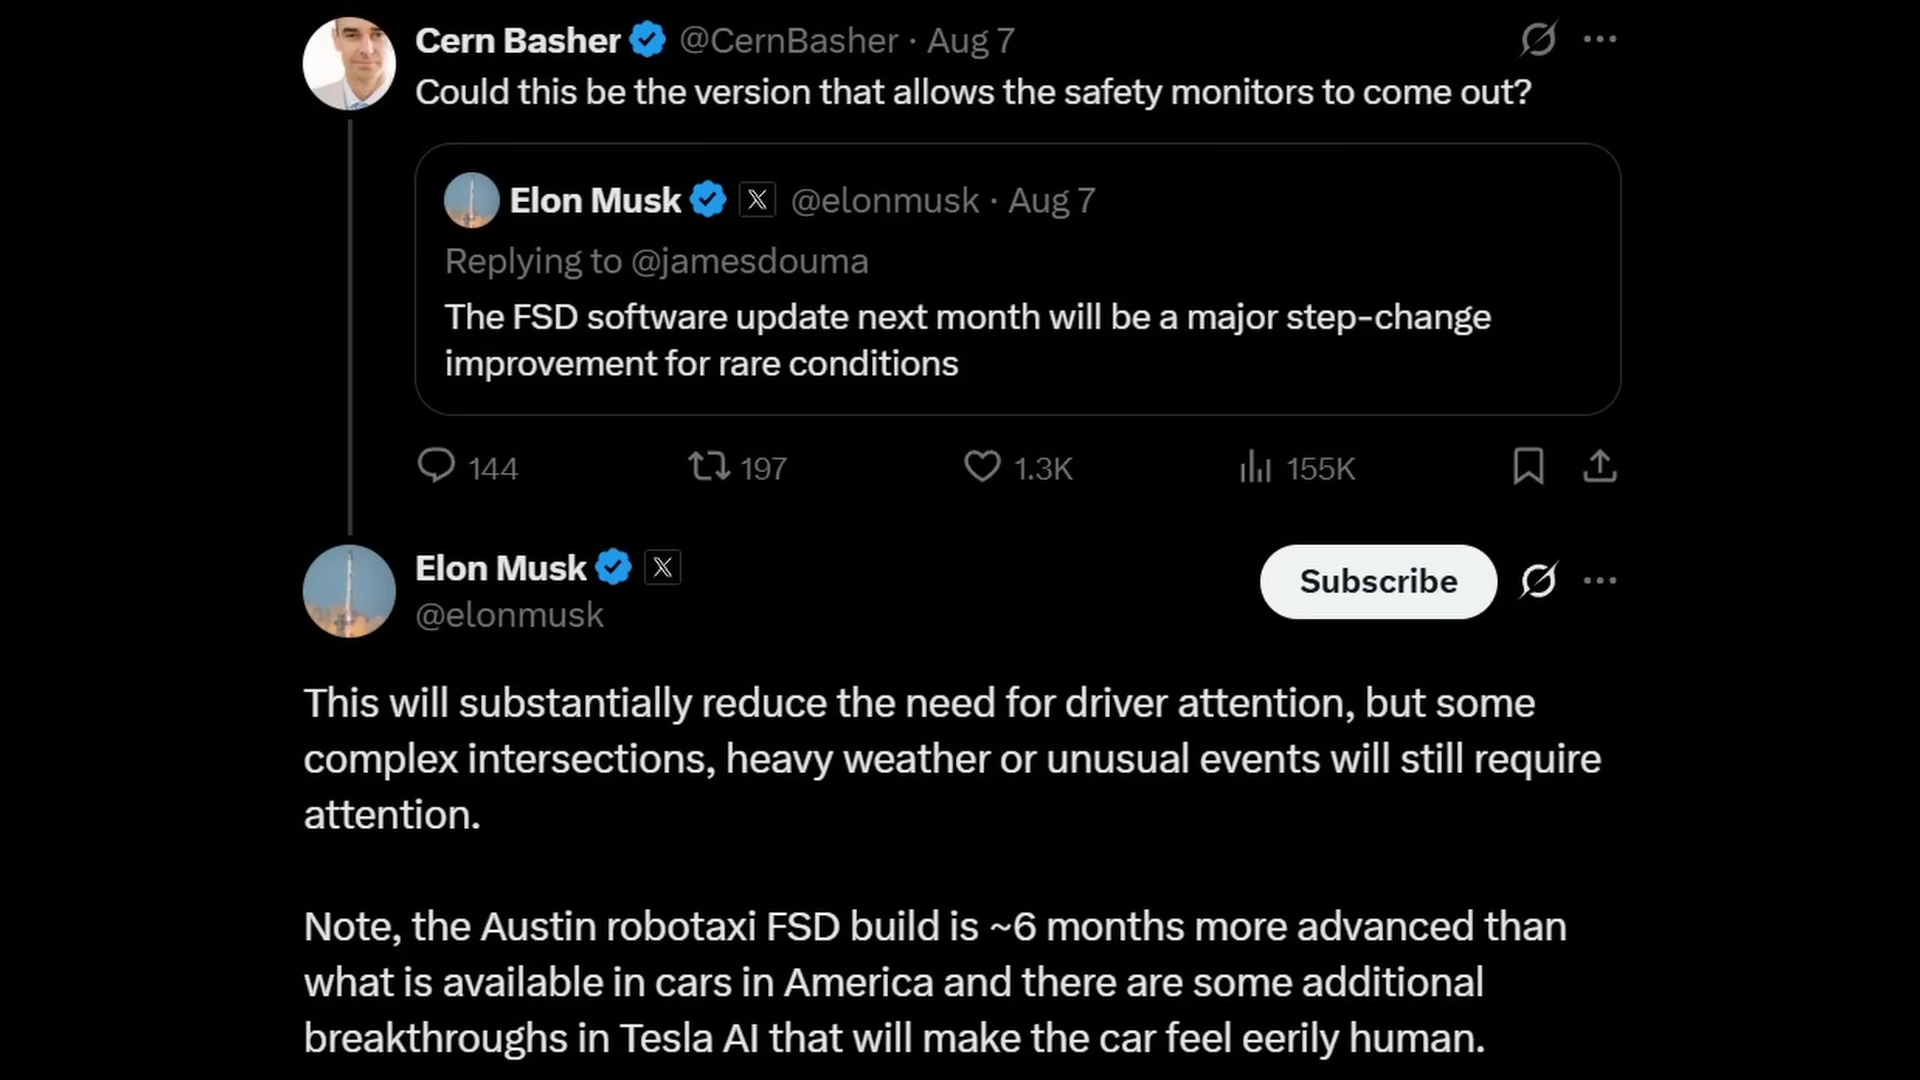 Cern Basher @CernBasher · Aug 7
Could this be the version that allows the safety monitors to come out?
Elon Musk X @elonmusk · Aug 7
Replying to @jamesdouma
The FSD software update next month will be a major step-change
improvement for rare conditions
144 197 1.3K 155K
Elon Musk X
@elonmusk
Subscribe
This will substantially reduce the need for driver attention, but some
complex intersections, heavy weather or unusual events will still require
attention.
Note, the Austin robotaxi FSD build is ~6 months more advanced than
what is available in cars in America and there are some additional
breakthroughs in Tesla AI that will make the car feel eerily human.